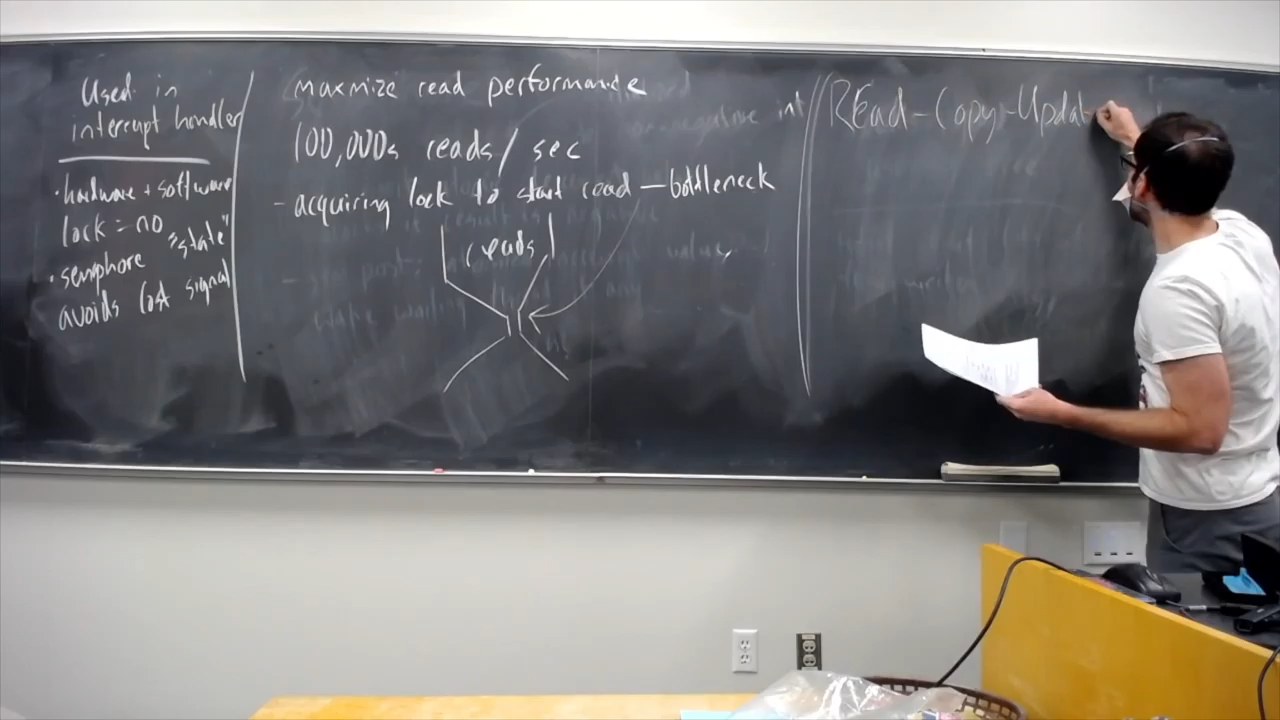 Used in
interrupt handler
• hardware + software
lock = no "state"
• semphore
avoids lost signal
maxmize read performance
100,000s reads / sec
- acquiring lock to start read — bottleneck
reads
REad-Copy-Updat